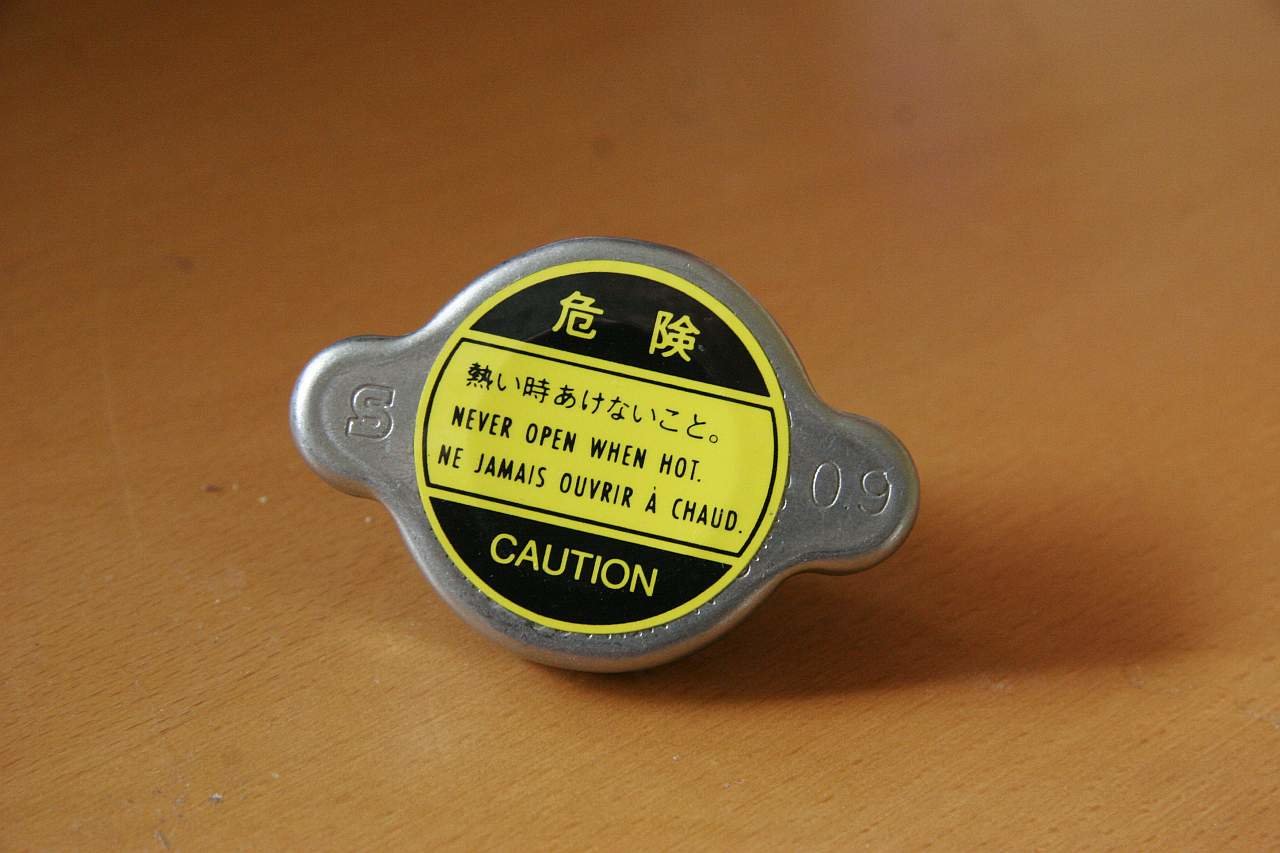 危 険
熱い時あけないこと。
NEVER OPEN WHEN HOT.
NE JAMAIS OUVRIR À CHAUD.
CAUTION
S
0.9